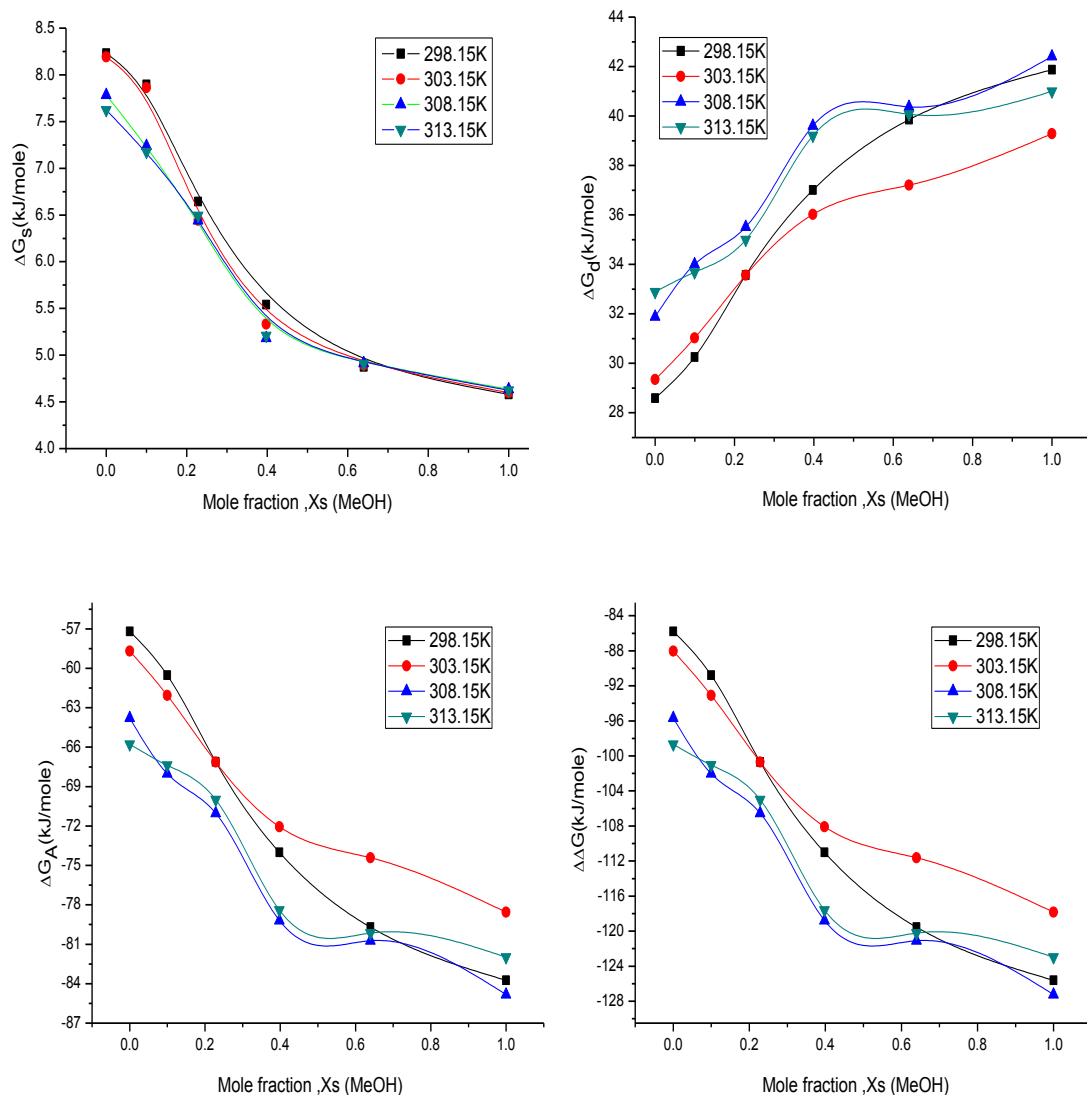 8.5
8.0
7.5
7.0
6.5
6.0
5.5
5.0
4.5
4.0
ΔGs(kJ/mole)
298.15K
303.15K
308.15K
313.15K
0.0 0.2 0.4 0.6 0.8 1.0
Mole fraction ,Xs (MeOH)
44
42
40
38
36
34
32
30
28
ΔGd(kJ/mole)
298.15K
303.15K
308.15K
313.15K
0.0 0.2 0.4 0.6 0.8 1.0
Mole fraction ,Xs (MeOH)
-57
-60
-63
-66
-69
-72
-75
-78
-81
-84
-87
ΔGA(kJ/mole)
298.15K
303.15K
308.15K
313.15K
0.0 0.2 0.4 0.6 0.8 1.0
Mole fraction ,Xs (MeOH)
-84
-88
-92
-96
-100
-104
-108
-112
-116
-120
-124
-128
ΔΔG(kJ/mole)
298.15K
303.15K
308.15K
313.15K
0.0 0.2 0.4 0.6 0.8 1.0
Mole fraction ,Xs (MeOH)